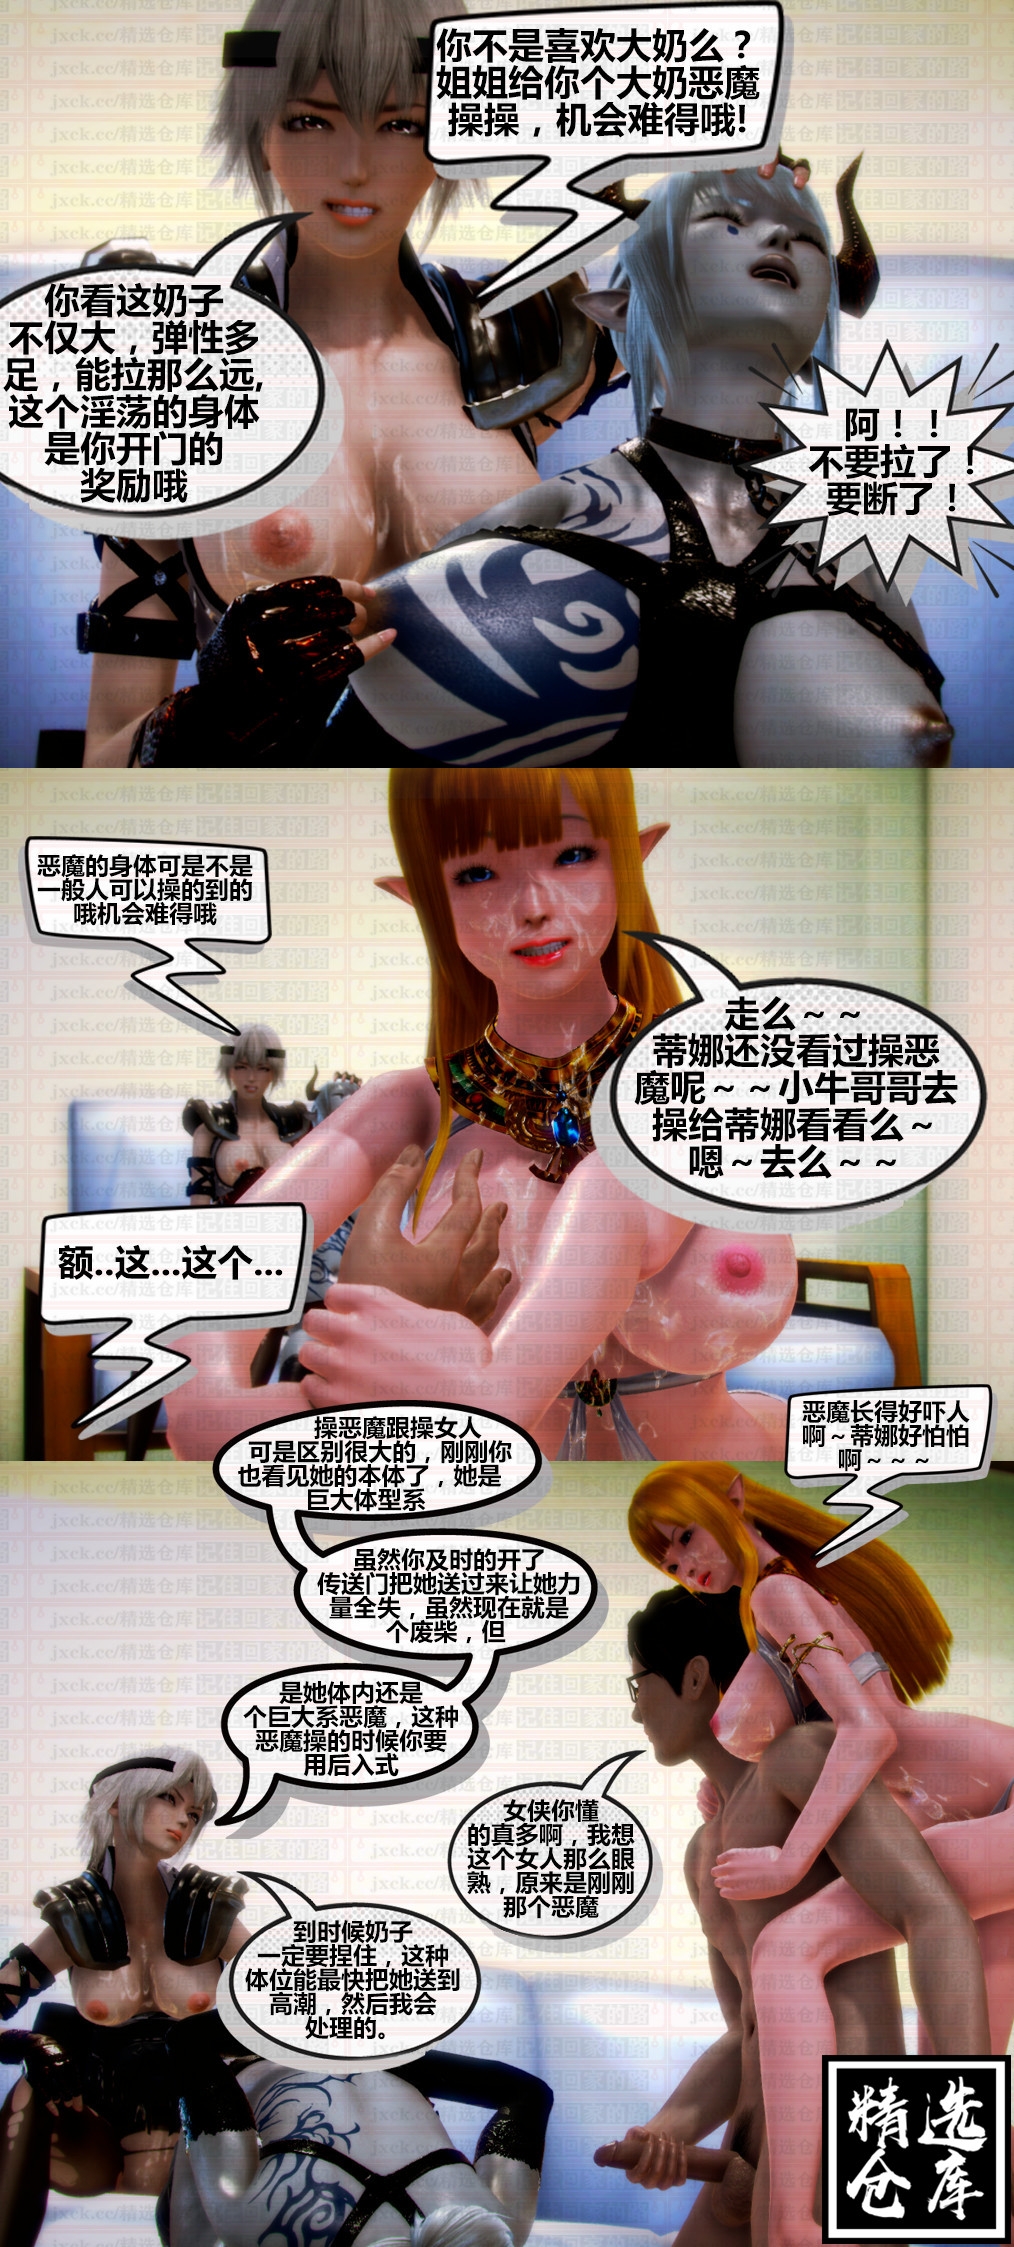 你不是喜欢大奶么？
姐姐给你个大奶恶魔
操操，机会难得哦!
你看这奶子
不仅大，弹性多
足，能拉那么远,
这个淫荡的身体
是你开门的
奖励哦
阿！！
不要拉了！
要断了！
恶魔的身体可是不是
一般人可以操的到的
哦机会难得哦
走么～～
蒂娜还没看过操恶
魔呢～～小牛哥哥去
操给蒂娜看看么～
嗯～去么～～
额..这...这个...
恶魔长得好吓人
啊～蒂娜好怕怕
啊～～～
操恶魔跟操女人
可是区别很大的，刚刚你
也看见她的本体了，她是
巨大体型系
虽然你及时的开了
传送门把她送过来让她力
量全失，虽然现在就是
个废柴，但
是她体内还是
个巨大系恶魔，这种
恶魔操的时候你要
用后入式
女侠你懂
的真多啊，我想
这个女人那么眼
熟，原来是刚刚
那个恶魔
到时候奶子
一定要捏住，这种
体位能最快把她送到
高潮，然后我会
处理的。
精选
仓库
jxck.cc/精选仓库 记住回家的路